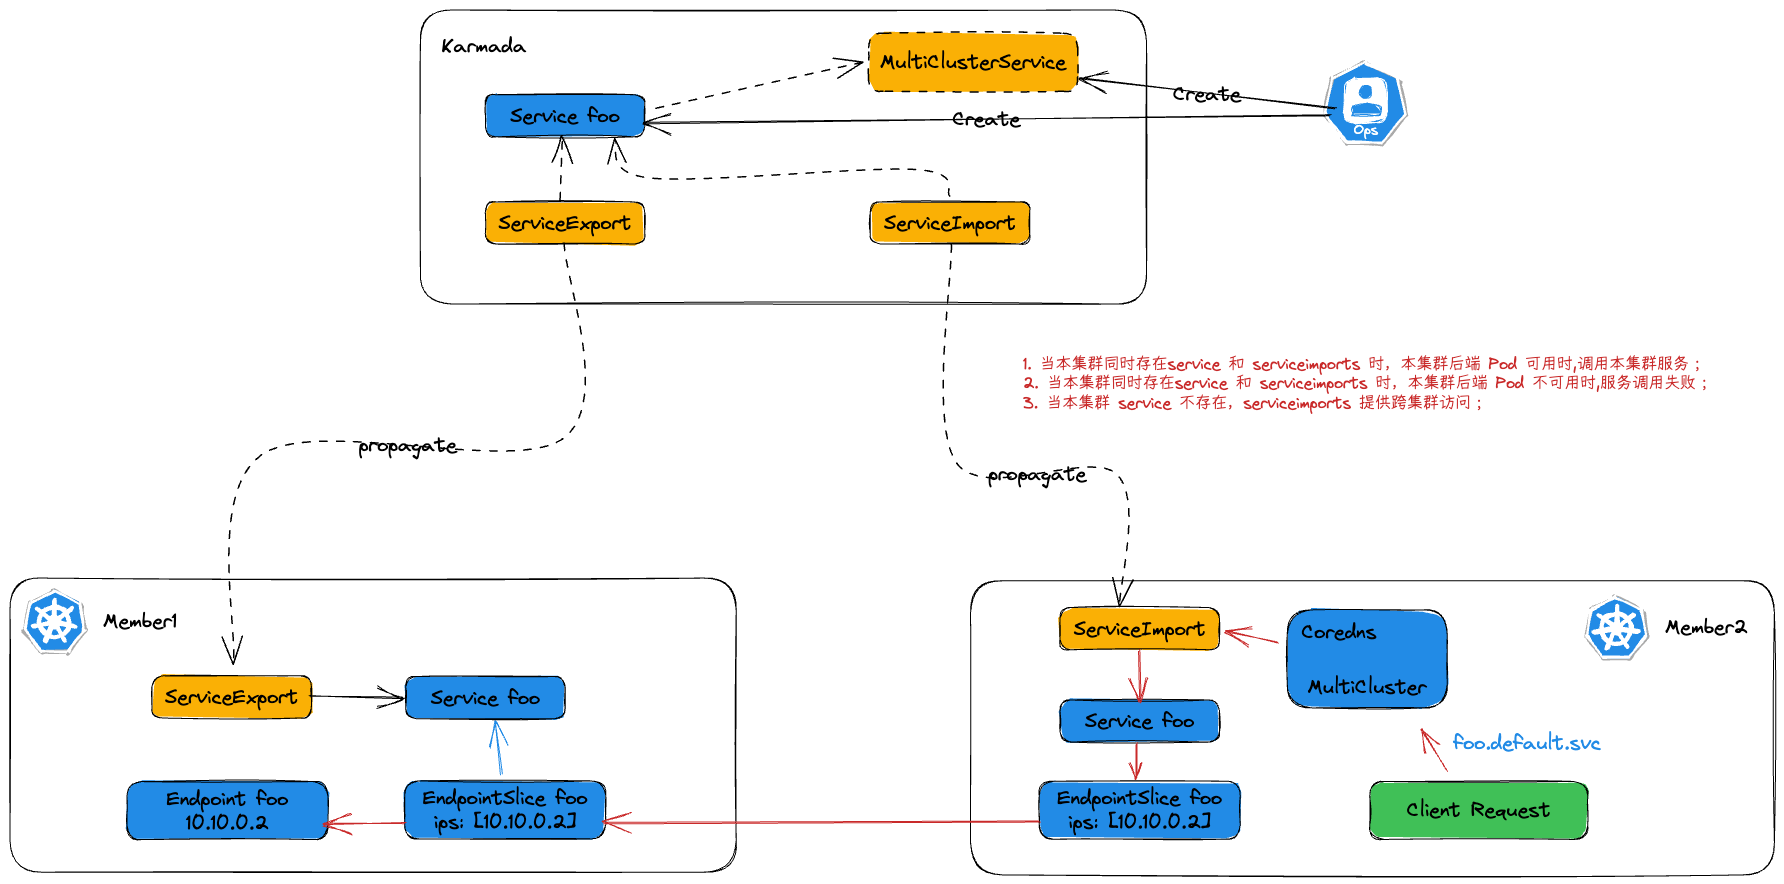 Karmada
MultiClusterService
Create
Service foo
Create
Ops
ServiceExport
ServiceImport
1. 当本集群同时存在service 和 serviceimports 时，本集群后端 Pod 可用时,调用本集群服务；
2. 当本集群同时存在service 和 serviceimports 时，本集群后端 Pod 不可用时,服务调用失败；
3. 当本集群 service 不存在，serviceimports 提供跨集群访问；
propagate
propagate
Member1
ServiceExport
Service foo
Endpoint foo
10.10.0.2
EndpointSlice foo
ips: [10.10.0.2]
Member2
ServiceImport
Coredns
MultiCluster
Service foo
foo.default.svc
EndpointSlice foo
ips: [10.10.0.2]
Client Request